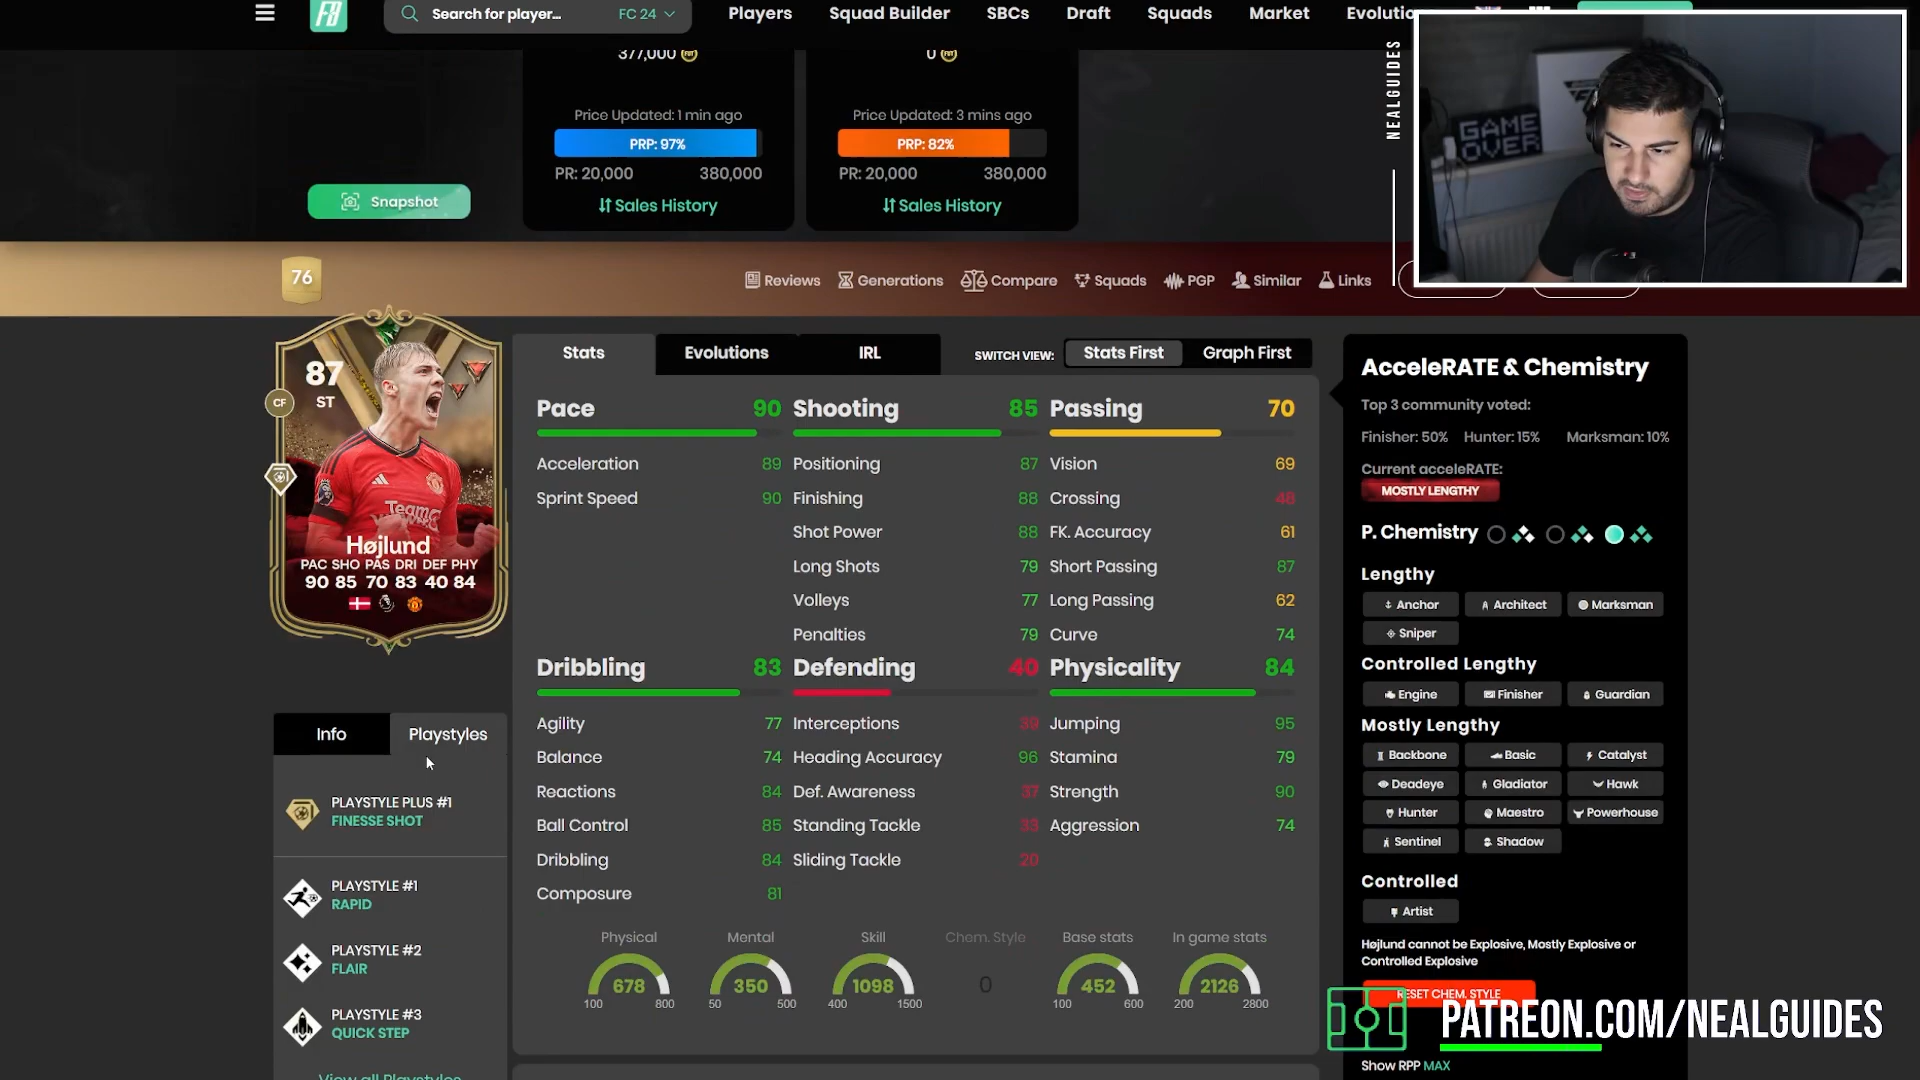 Search for player...
FC 24
Players
Squad Builder
SBCs
Draft
Squads
Market
377,000
0
Price Updated: 1 min ago
PRP: 97%
PR: 20,000
380,000
Sales History
Price Updated: 3 mins ago
PRP: 82%
PR: 20,000
380,000
Sales History
Snapshot
NEALGUIDES
GAME
OVER
76
Reviews
Generations
Compare
Squads
PGP
Similar
Links
87
ST
CF
Højlund
PAC SHO PAS DRI DEF PHY
90 85 70 83 40 84
Stats
Evolutions
IRL
SWITCH VIEW:
Stats First
Graph First
Pace 90
Acceleration 89
Sprint Speed 90
Shooting 85
Positioning 87
Finishing 88
Shot Power 88
Long Shots 79
Volleys 77
Penalties 79
Passing 70
Vision 69
Crossing 48
FK. Accuracy 61
Short Passing 87
Long Passing 62
Curve 74
Dribbling 83
Agility 77
Balance 74
Reactions 84
Ball Control 85
Dribbling 84
Composure 81
Defending 40
Interceptions 39
Heading Accuracy 96
Def. Awareness 37
Standing Tackle 33
Sliding Tackle 20
Physicality 84
Jumping 95
Stamina 79
Strength 90
Aggression 74
Physical
678
100 800
Mental
350
50 500
Skill
1098
400 1500
Chem. Style
0
Base stats
452
100 600
In game stats
2126
200 2800
Info
Playstyles
PLAYSTYLE PLUS #1
FINESSE SHOT
PLAYSTYLE #1
RAPID
PLAYSTYLE #2
FLAIR
PLAYSTYLE #3
QUICK STEP
View all Playstyles
AcceleRATE & Chemistry
Top 3 community voted:
Finisher: 50% Hunter: 15% Marksman: 10%
Current acceleRATE:
MOSTLY LENGTHY
P. Chemistry
Lengthy
Anchor
Architect
Marksman
Sniper
Controlled Lengthy
Engine
Finisher
Guardian
Mostly Lengthy
Backbone
Basic
Catalyst
Deadeye
Gladiator
Hawk
Hunter
Maestro
Powerhouse
Sentinel
Shadow
Controlled
Artist
Højlund cannot be Explosive, Mostly Explosive or
Controlled Explosive
RESET CHEM. STYLE
PATREON.COM/NEALGUIDES
Show RPP MAX